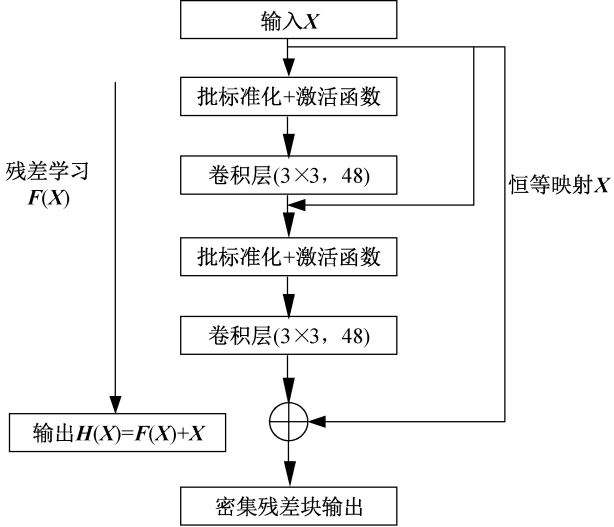 输入X
批标准化+激活函数
残差学习
F(X)
卷积层(3×3，48)
恒等映射X
批标准化+激活函数
卷积层(3×3，48)
输出H(X)=F(X)+X
密集残差块输出